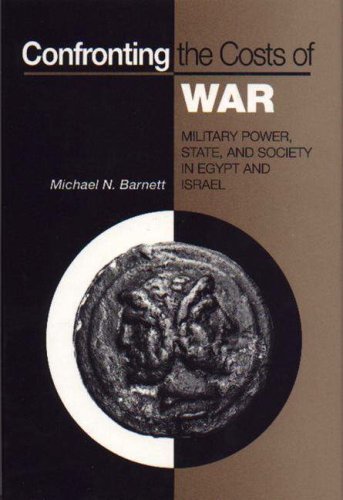 Confronting the Costs of
WAR
MILITARY POWER,
STATE, AND SOCIETY
IN EGYPT AND
ISRAEL
Michael N. Barnett